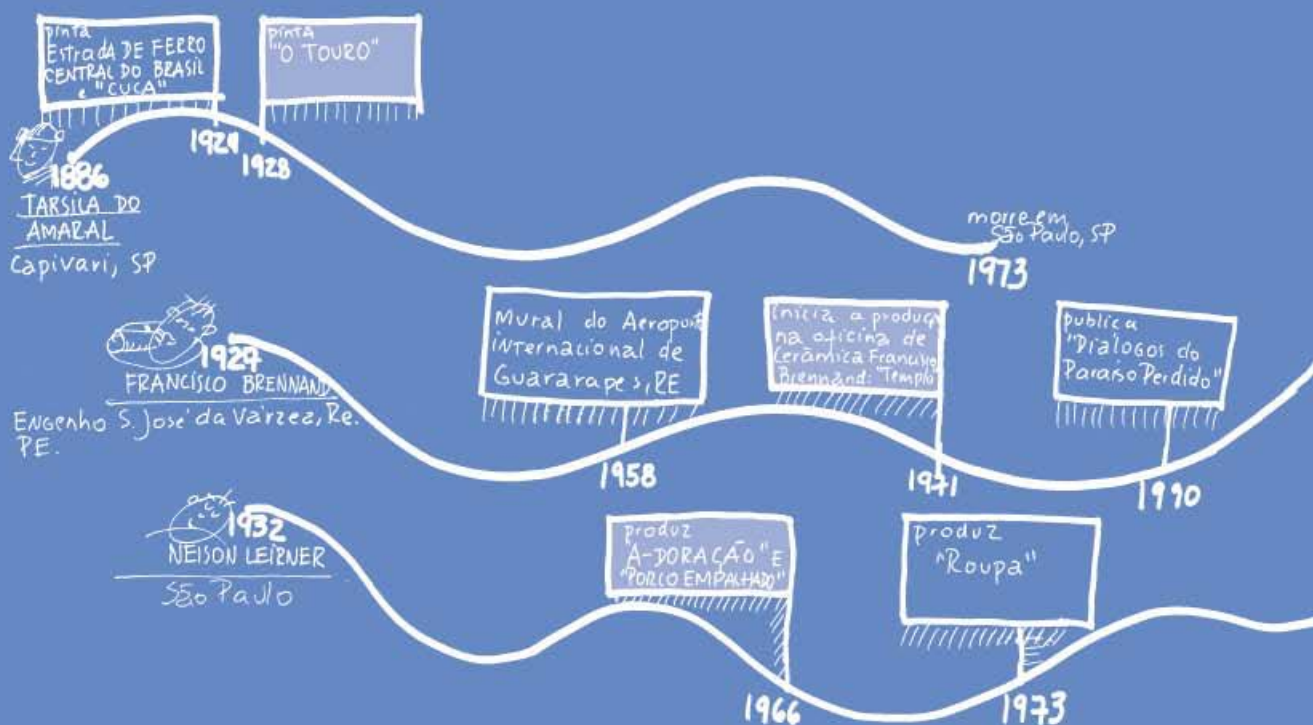 pinta
Estrada DE FERRO
CENTRAL DO BRASIL
e "CUCA"
pinta
"O TOURO"
1924
1928
1886
TARSILA DO
AMARAL
Capivari, SP
morre em
São Paulo, SP
1973
1927
FRANCISCO BRENNAND
ENGENHO S. José da Várzea, Re.
PE.
Mural do Aeroporto
internacional de
Guararapes, RE
1958
inicia a produç
na oficina de
Cerâmica Francisco
Brennand: "Templo"
1971
publica
"Diálogos do
Paraíso Perdido"
1990
1932
NELSON LEIRNER
São Paulo
produz
"A-DORAÇÃO" E
"PORCO EMPALHADO"
1966
produz
"Roupa"
1973